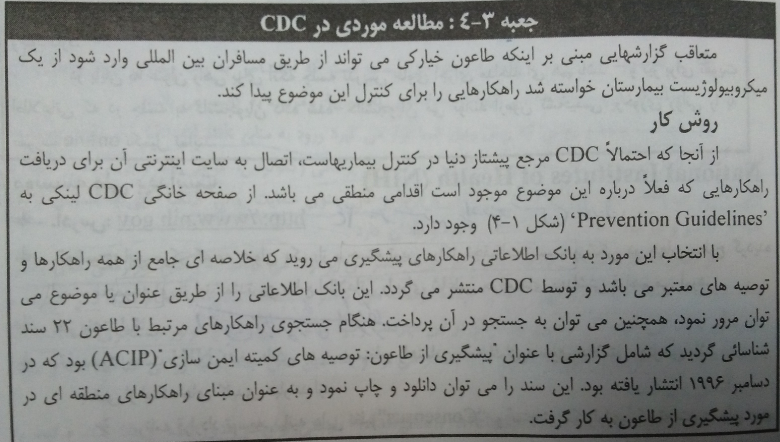 جعبه ۳-۴ : مطالعه موردی در CDC
متعاقب گزارشهایی مبنی بر اینکه طاعون خیارکی می تواند از طریق مسافران بین المللی وارد شود از یک
میکروبیولوژیست بیمارستان خواسته شد راهکارهایی را برای کنترل این موضوع پیدا کند.
روش کار
از آنجا که احتمالاً CDC مرجع پیشتاز دنیا در کنترل بیماریهاست، اتصال به سایت اینترنتی آن برای دریافت
راهکارهایی که فعلاً درباره این موضوع موجود است اقدامی منطقی می باشد. از صفحه خانگی CDC لینکی به
'Prevention Guidelines' (شکل ۱-۴) وجود دارد.
با انتخاب این مورد به بانک اطلاعاتی راهکارهای پیشگیری می روید که خلاصه ای جامع از همه راهکارها و
توصیه های معتبر می باشد و توسط CDC منتشر می گردد. این بانک اطلاعاتی را از طریق عنوان یا موضوع می
توان مرور نمود، همچنین می توان به جستجو در آن پرداخت. هنگام جستجوی راهکارهای مرتبط با طاعون ۲۲ سند
شناسائی گردید که شامل گزارشی با عنوان "پیشگیری از طاعون: توصیه های کمیته ایمن سازی"(ACIP) بود که در
دسامبر ۱۹۹۶ انتشار یافته بود. این سند را می توان دانلود و چاپ نمود و به عنوان مبنای راهکارهای منطقه ای در
مورد پیشگیری از طاعون به کار گرفت.